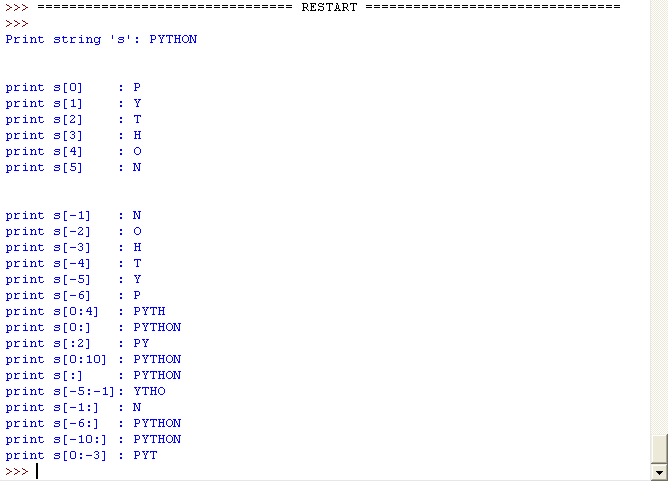 >>> ================================ RESTART ================================
>>>
Print string 's': PYTHON
print s[0]    : P
print s[1]    : Y
print s[2]    : T
print s[3]    : H
print s[4]    : O
print s[5]    : N
print s[-1]   : N
print s[-2]   : O
print s[-3]   : H
print s[-4]   : T
print s[-5]   : Y
print s[-6]   : P
print s[0:4]  : PYTH
print s[0:]   : PYTHON
print s[:2]   : PY
print s[0:10] : PYTHON
print s[:]    : PYTHON
print s[-5:-1]: YTHO
print s[-1:]  : N
print s[-6:]  : PYTHON
print s[-10:] : PYTHON
print s[0:-3] : PYT
>>>